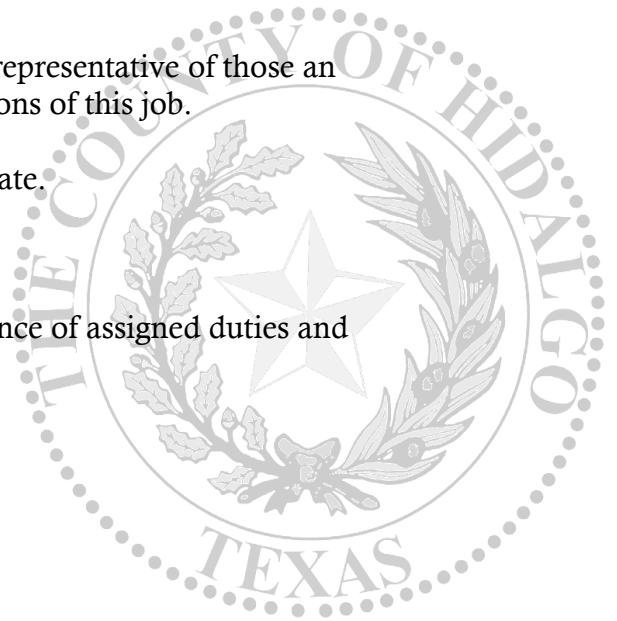 representative of those an
ons of this job.
ate.
nce of assigned duties and
THE COUNTY OF HIDALGO
TEXAS